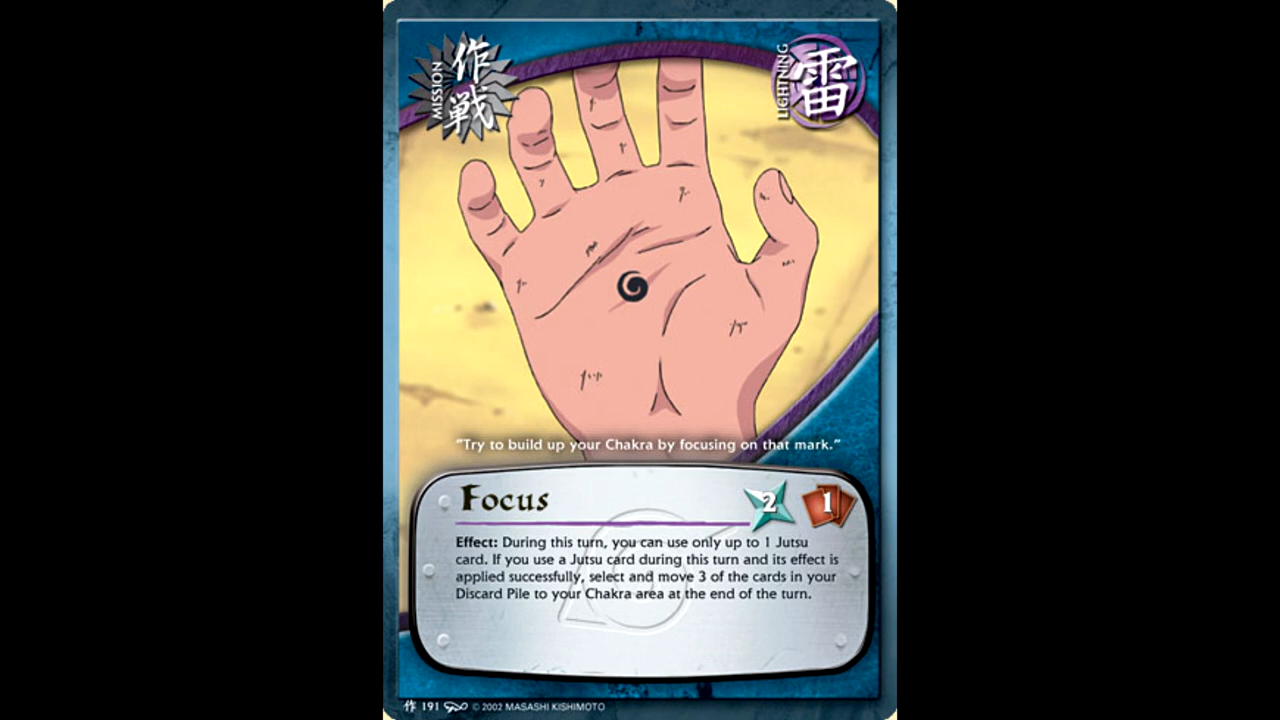 MISSION 作戦
雷 LIGHTNING
"Try to build up your Chakra by focusing on that mark."
Focus 2 1
Effect: During this turn, you can use only up to 1 Jutsu
card. If you use a Jutsu card during this turn and its effect is
applied successfully, select and move 3 of the cards in your
Discard Pile to your Chakra area at the end of the turn.
作 191 © 2002 MASASHI KISHIMOTO